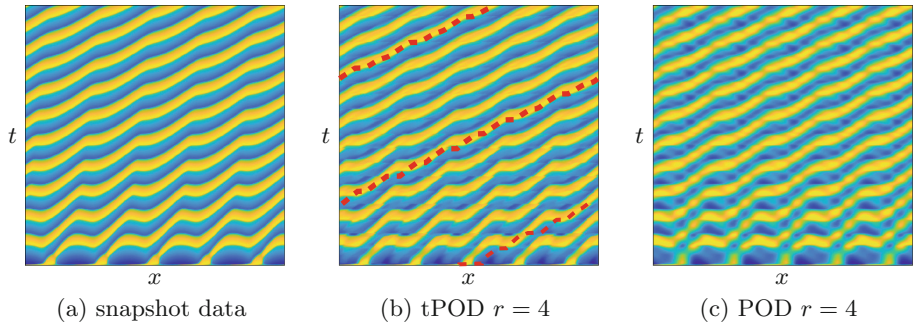 t
t
t
x
x
x
(a) snapshot data
(b) tPOD r = 4
(c) POD r = 4